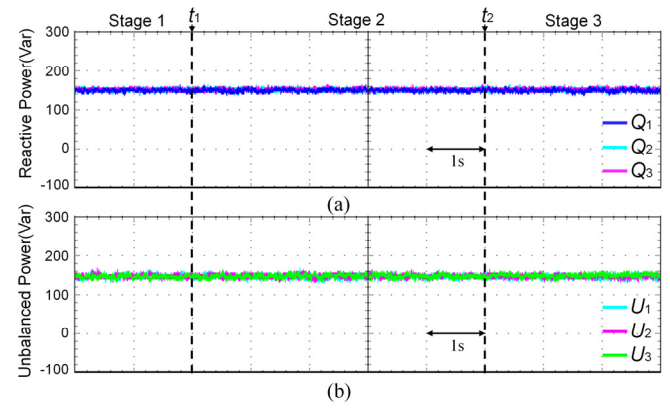 Stage 1 t1 Stage 2 t2 Stage 3
Reactive Power(Var)
300
200
100
0
-100
Q1
Q2
Q3
1s
(a)
Unbalanced Power(Var)
300
200
100
0
-100
U1
U2
U3
1s
(b)